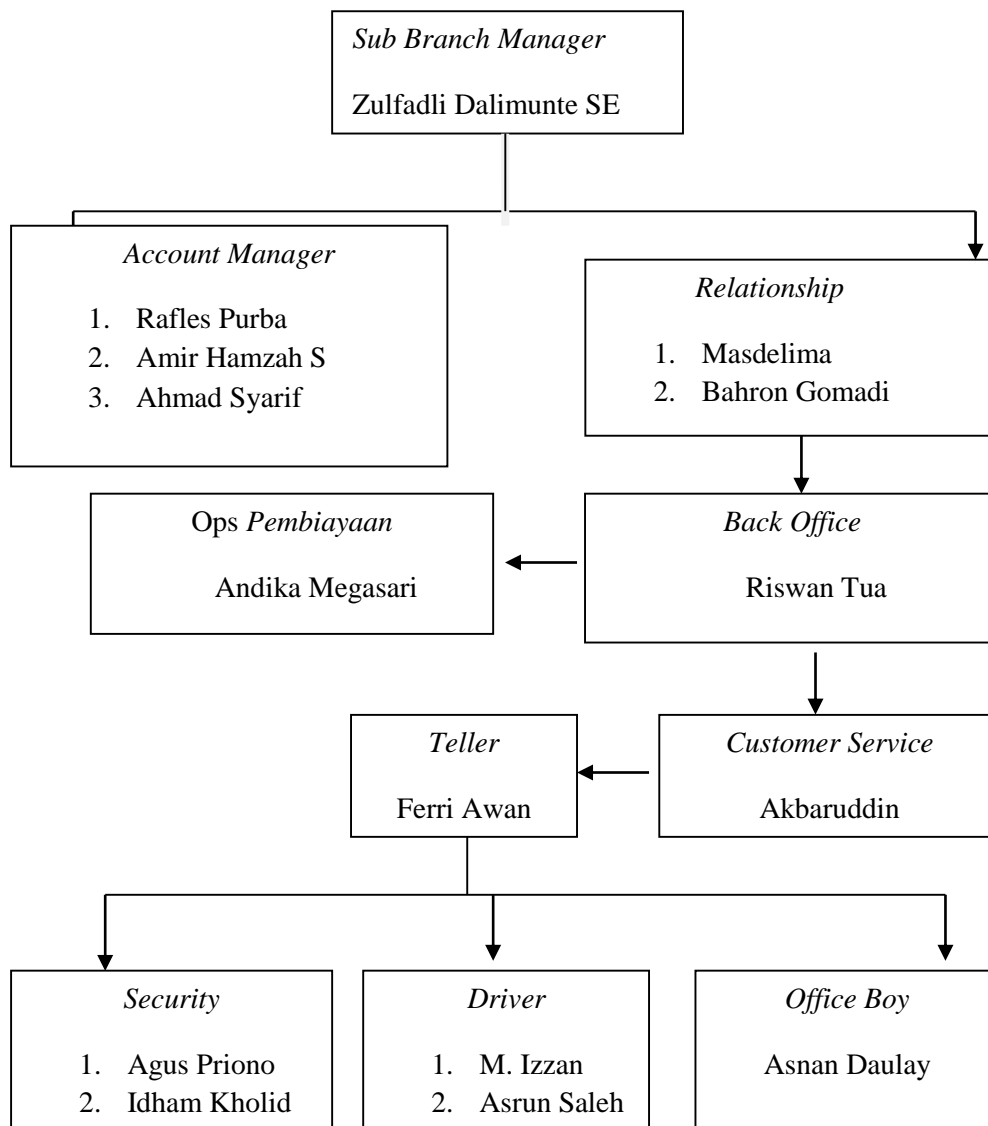 Sub Branch Manager
Zulfadli Dalimunte SE
Account Manager
1. Rafles Purba
2. Amir Hamzah S
3. Ahmad Syarif
Relationship
1. Masdelima
2. Bahron Gomadi
Ops Pembiayaan
Andika Megasari
Back Office
Riswan Tua
Teller
Ferri Awan
Customer Service
Akbaruddin
Security
1. Agus Priono
2. Idham Kholid
Driver
1. M. Izzan
2. Asrun Saleh
Office Boy
Asnan Daulay